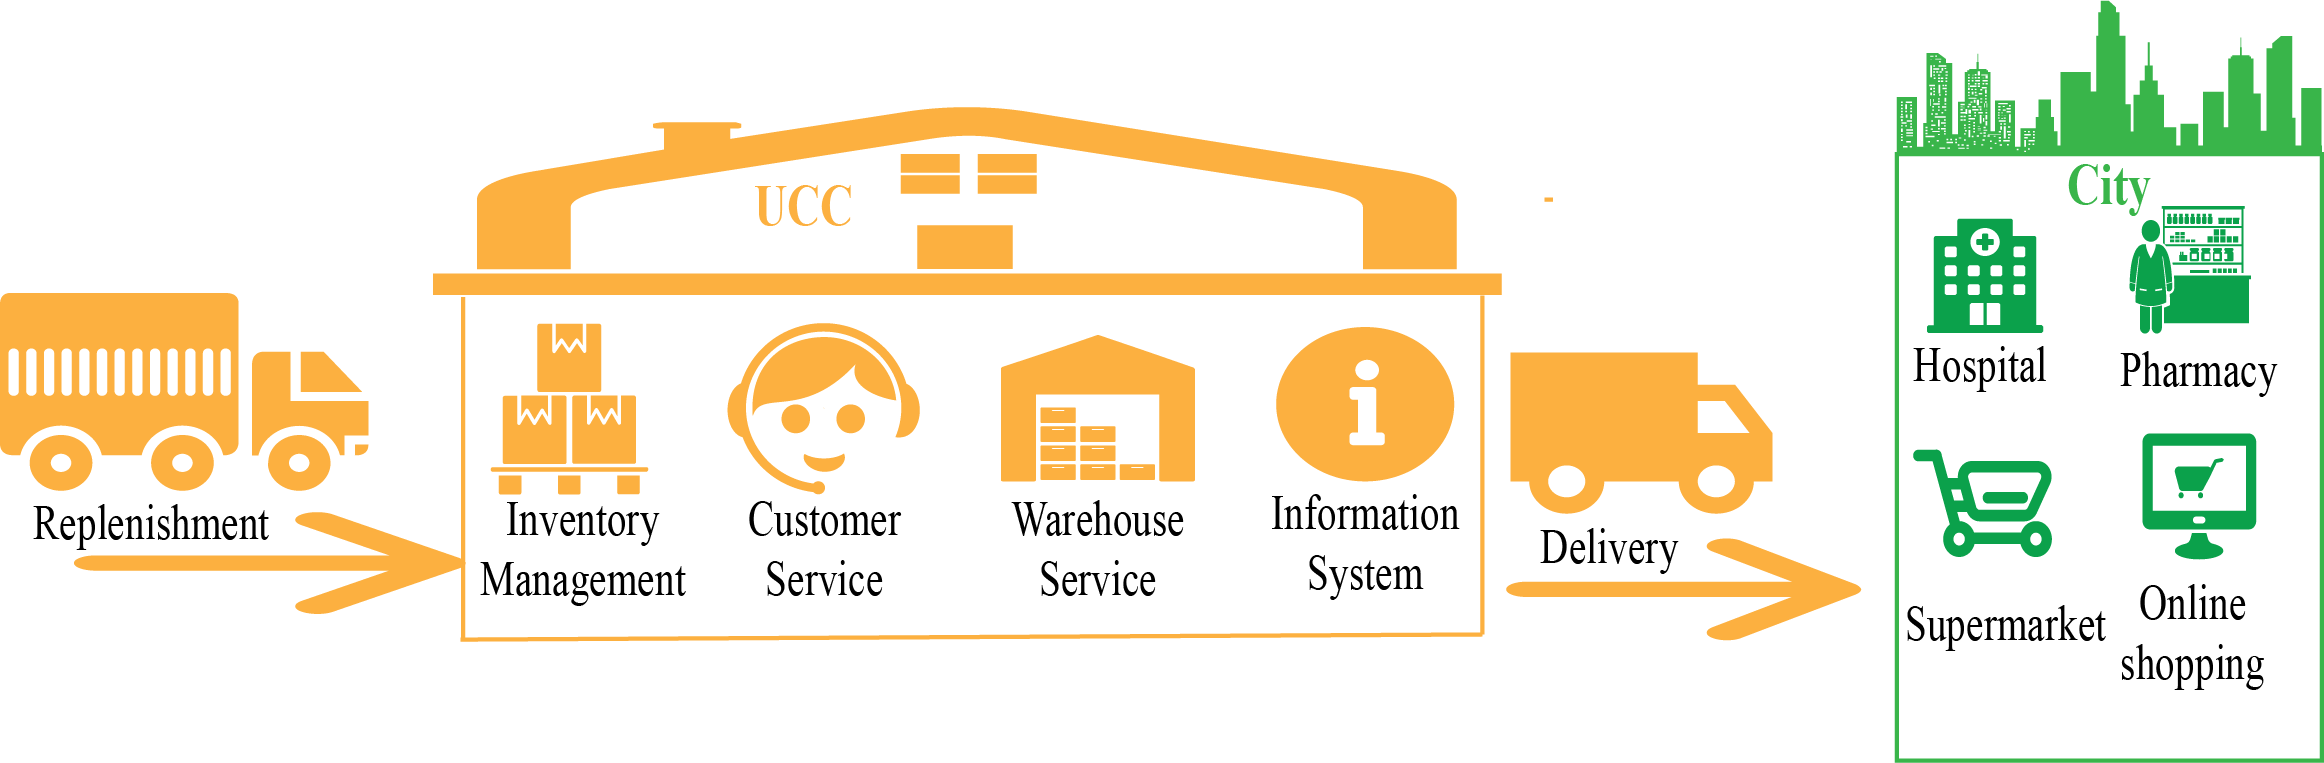 UCC
City
Replenishment
Inventory
Management
Customer
Service
Warehouse
Service
Information
System
Delivery
Hospital
Pharmacy
Supermarket
Online
shopping